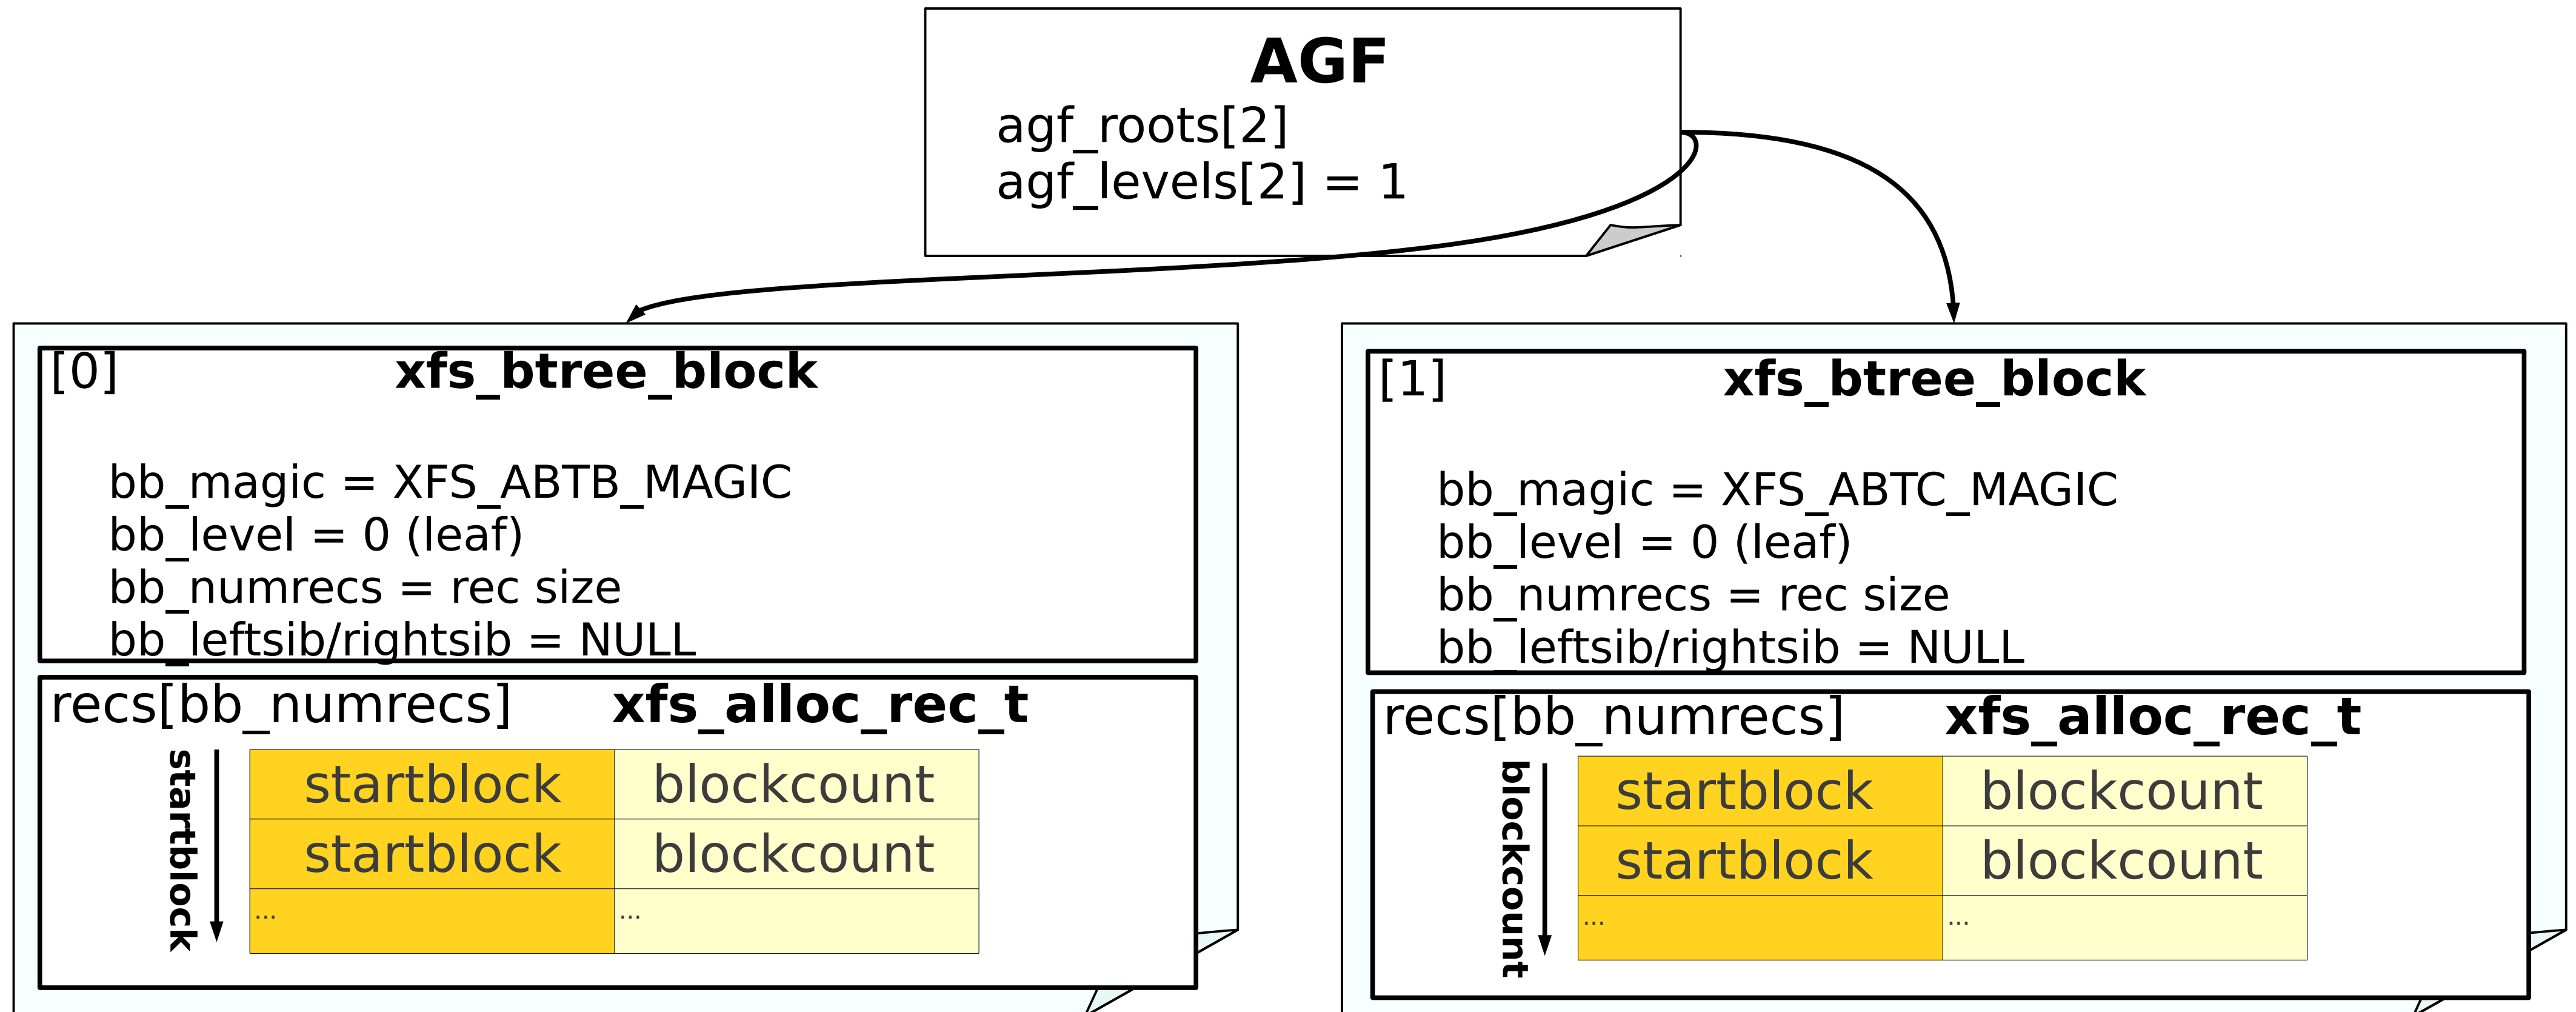 AGF
agf_roots[2]
agf_levels[2] = 1
[0] xfs_btree_block
bb_magic = XFS_ABTB_MAGIC
bb_level = 0 (leaf)
bb_numrecs = rec size
bb_leftsib/rightsib = NULL
recs[bb_numrecs] xfs_alloc_rec_t
startblock
startblock blockcount
startblock blockcount
... ...
[1] xfs_btree_block
bb_magic = XFS_ABTC_MAGIC
bb_level = 0 (leaf)
bb_numrecs = rec size
bb_leftsib/rightsib = NULL
recs[bb_numrecs] xfs_alloc_rec_t
blockcount
startblock blockcount
startblock blockcount
... ...